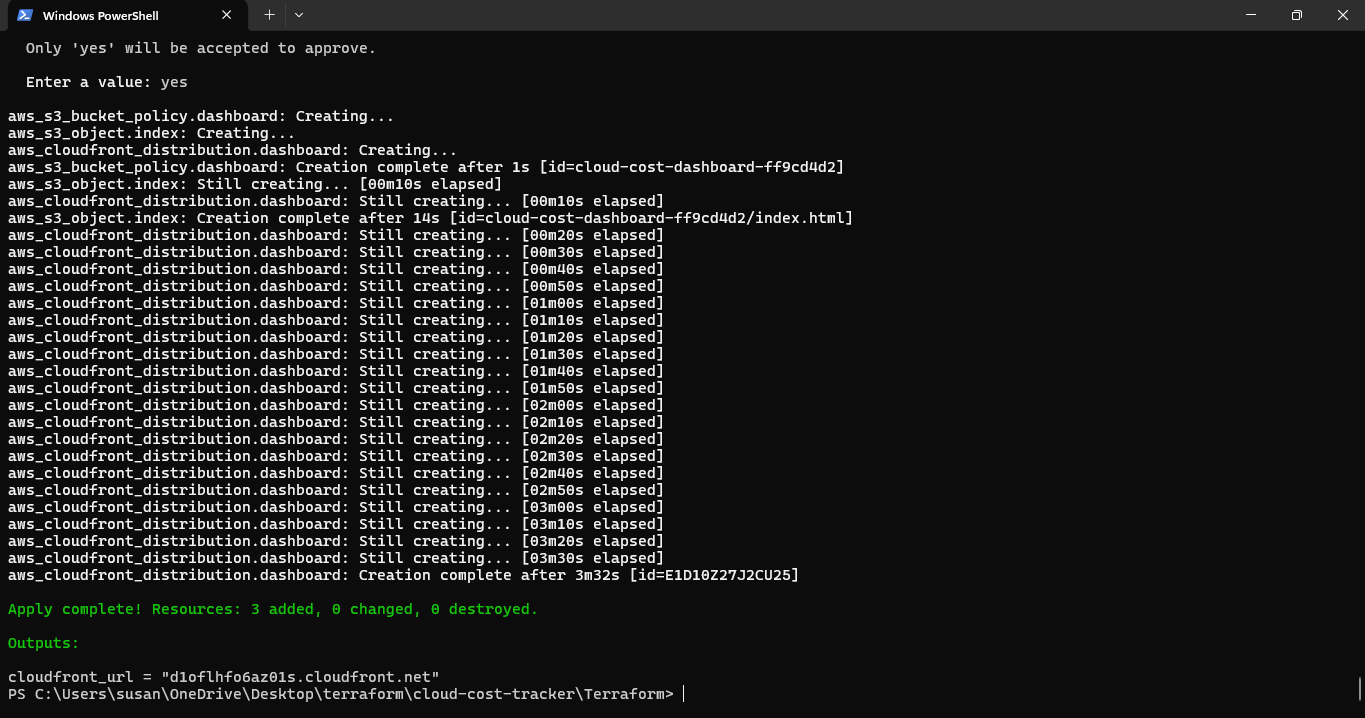 Windows PowerShell
Only 'yes' will be accepted to approve.
Enter a value: yes
aws_s3_bucket_policy.dashboard: Creating...
aws_s3_object.index: Creating...
aws_cloudfront_distribution.dashboard: Creating...
aws_s3_bucket_policy.dashboard: Creation complete after 1s [id=cloud-cost-dashboard-ff9cd4d2]
aws_s3_object.index: Still creating... [00m10s elapsed]
aws_cloudfront_distribution.dashboard: Still creating... [00m10s elapsed]
aws_s3_object.index: Creation complete after 14s [id=cloud-cost-dashboard-ff9cd4d2/index.html]
aws_cloudfront_distribution.dashboard: Still creating... [00m20s elapsed]
aws_cloudfront_distribution.dashboard: Still creating... [00m30s elapsed]
aws_cloudfront_distribution.dashboard: Still creating... [00m40s elapsed]
aws_cloudfront_distribution.dashboard: Still creating... [00m50s elapsed]
aws_cloudfront_distribution.dashboard: Still creating... [01m00s elapsed]
aws_cloudfront_distribution.dashboard: Still creating... [01m10s elapsed]
aws_cloudfront_distribution.dashboard: Still creating... [01m20s elapsed]
aws_cloudfront_distribution.dashboard: Still creating... [01m30s elapsed]
aws_cloudfront_distribution.dashboard: Still creating... [01m40s elapsed]
aws_cloudfront_distribution.dashboard: Still creating... [01m50s elapsed]
aws_cloudfront_distribution.dashboard: Still creating... [02m00s elapsed]
aws_cloudfront_distribution.dashboard: Still creating... [02m10s elapsed]
aws_cloudfront_distribution.dashboard: Still creating... [02m20s elapsed]
aws_cloudfront_distribution.dashboard: Still creating... [02m30s elapsed]
aws_cloudfront_distribution.dashboard: Still creating... [02m40s elapsed]
aws_cloudfront_distribution.dashboard: Still creating... [02m50s elapsed]
aws_cloudfront_distribution.dashboard: Still creating... [03m00s elapsed]
aws_cloudfront_distribution.dashboard: Still creating... [03m10s elapsed]
aws_cloudfront_distribution.dashboard: Still creating... [03m20s elapsed]
aws_cloudfront_distribution.dashboard: Still creating... [03m30s elapsed]
aws_cloudfront_distribution.dashboard: Creation complete after 3m32s [id=E1D10Z27J2CU25]
Apply complete! Resources: 3 added, 0 changed, 0 destroyed.
Outputs:
cloudfront_url = "d1oflhfo6az01s.cloudfront.net"
PS C:\Users\susan\OneDrive\Desktop\terraform\cloud-cost-tracker\Terraform>